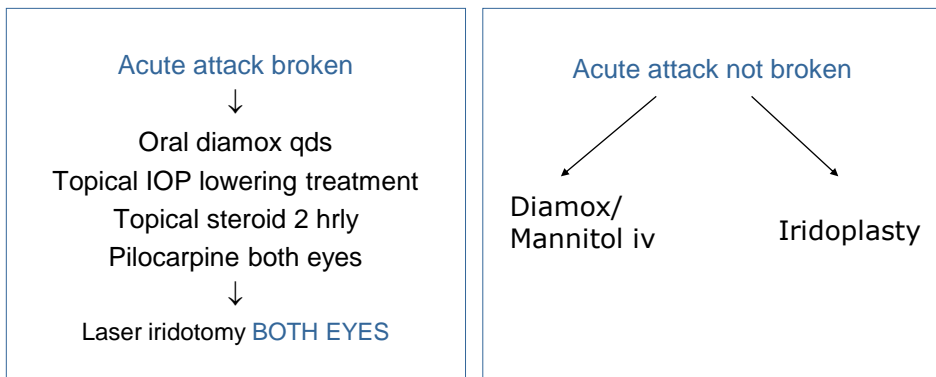 Acute attack broken
↓
Oral diamox qds
Topical IOP lowering treatment
Topical steroid 2 hrly
Pilocarpine both eyes
↓
Laser iridotomy BOTH EYES
Acute attack not broken
Diamox/
Mannitol iv
Iridoplasty